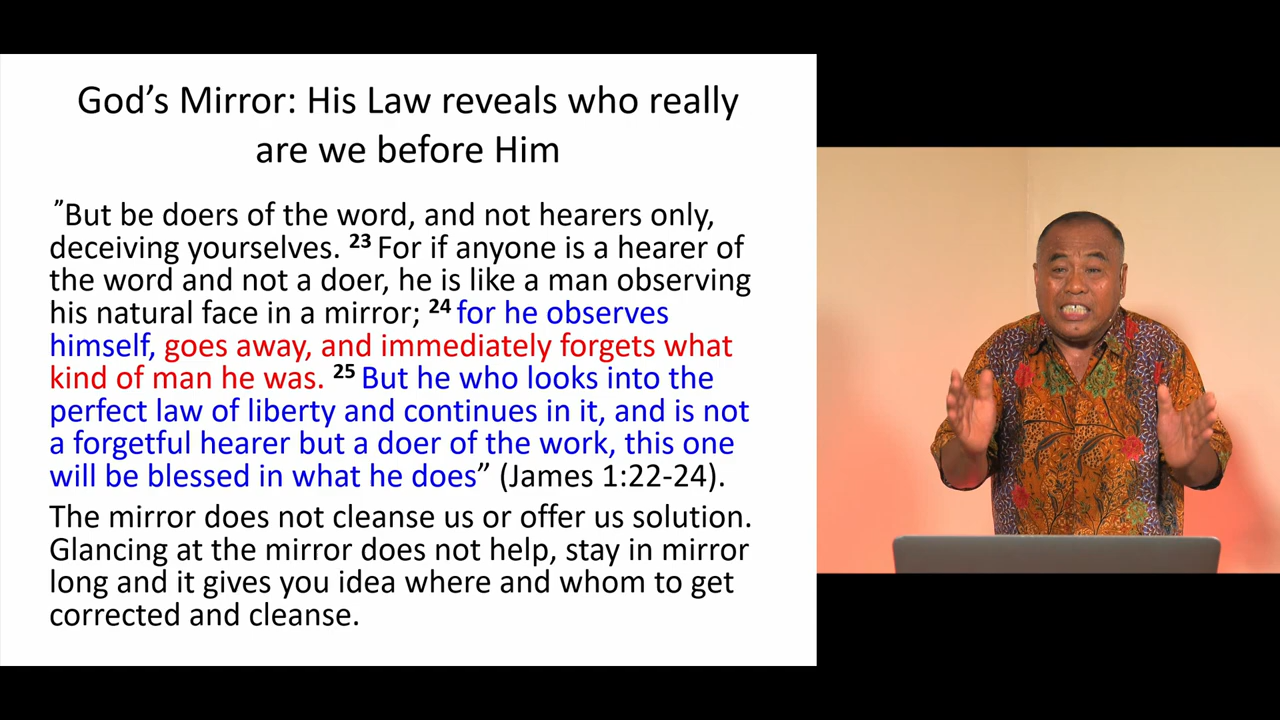 God’s Mirror: His Law reveals who really
are we before Him
”But be doers of the word, and not hearers only,
deceiving yourselves. 23 For if anyone is a hearer of
the word and not a doer, he is like a man observing
his natural face in a mirror; 24 for he observes
himself, goes away, and immediately forgets what
kind of man he was. 25 But he who looks into the
perfect law of liberty and continues in it, and is not
a forgetful hearer but a doer of the work, this one
will be blessed in what he does” (James 1:22-24).
The mirror does not cleanse us or offer us solution.
Glancing at the mirror does not help, stay in mirror
long and it gives you idea where and whom to get
corrected and cleanse.